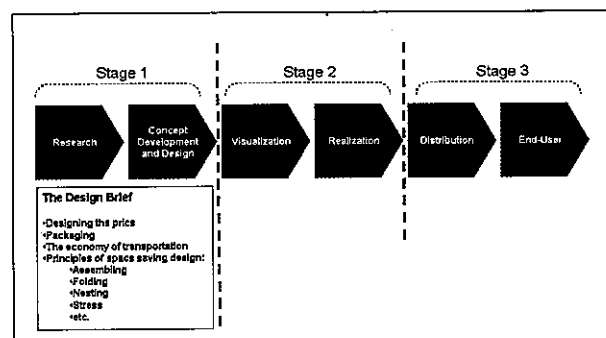 Stage 1
Stage 2
Stage 3
Research
Concept
Development
and Design
Visualization
Realization
Distribution
End-User
The Design Brief
•Designing the price
•Packaging
•The economy of transportation
•Principles of space saving design:
•Assembling
•Folding
•Nesting
•Stress
•etc.